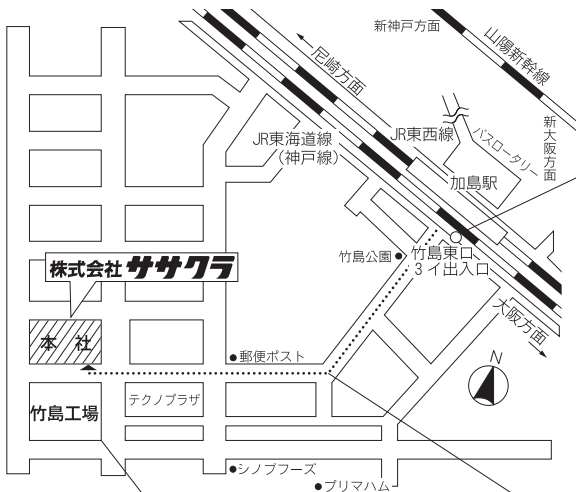 新神戸方面
山陽新幹線
尼崎方面
新大阪方面
JR東西線
バスロータリー
JR東海道線
(神戸線)
加島駅
竹島公園
竹島東口
3イ出入口
株式会社 ササクラ
大阪方面
本 社
郵便ポスト
N
竹島工場
テクノプラザ
シノブフーズ
プリマハム